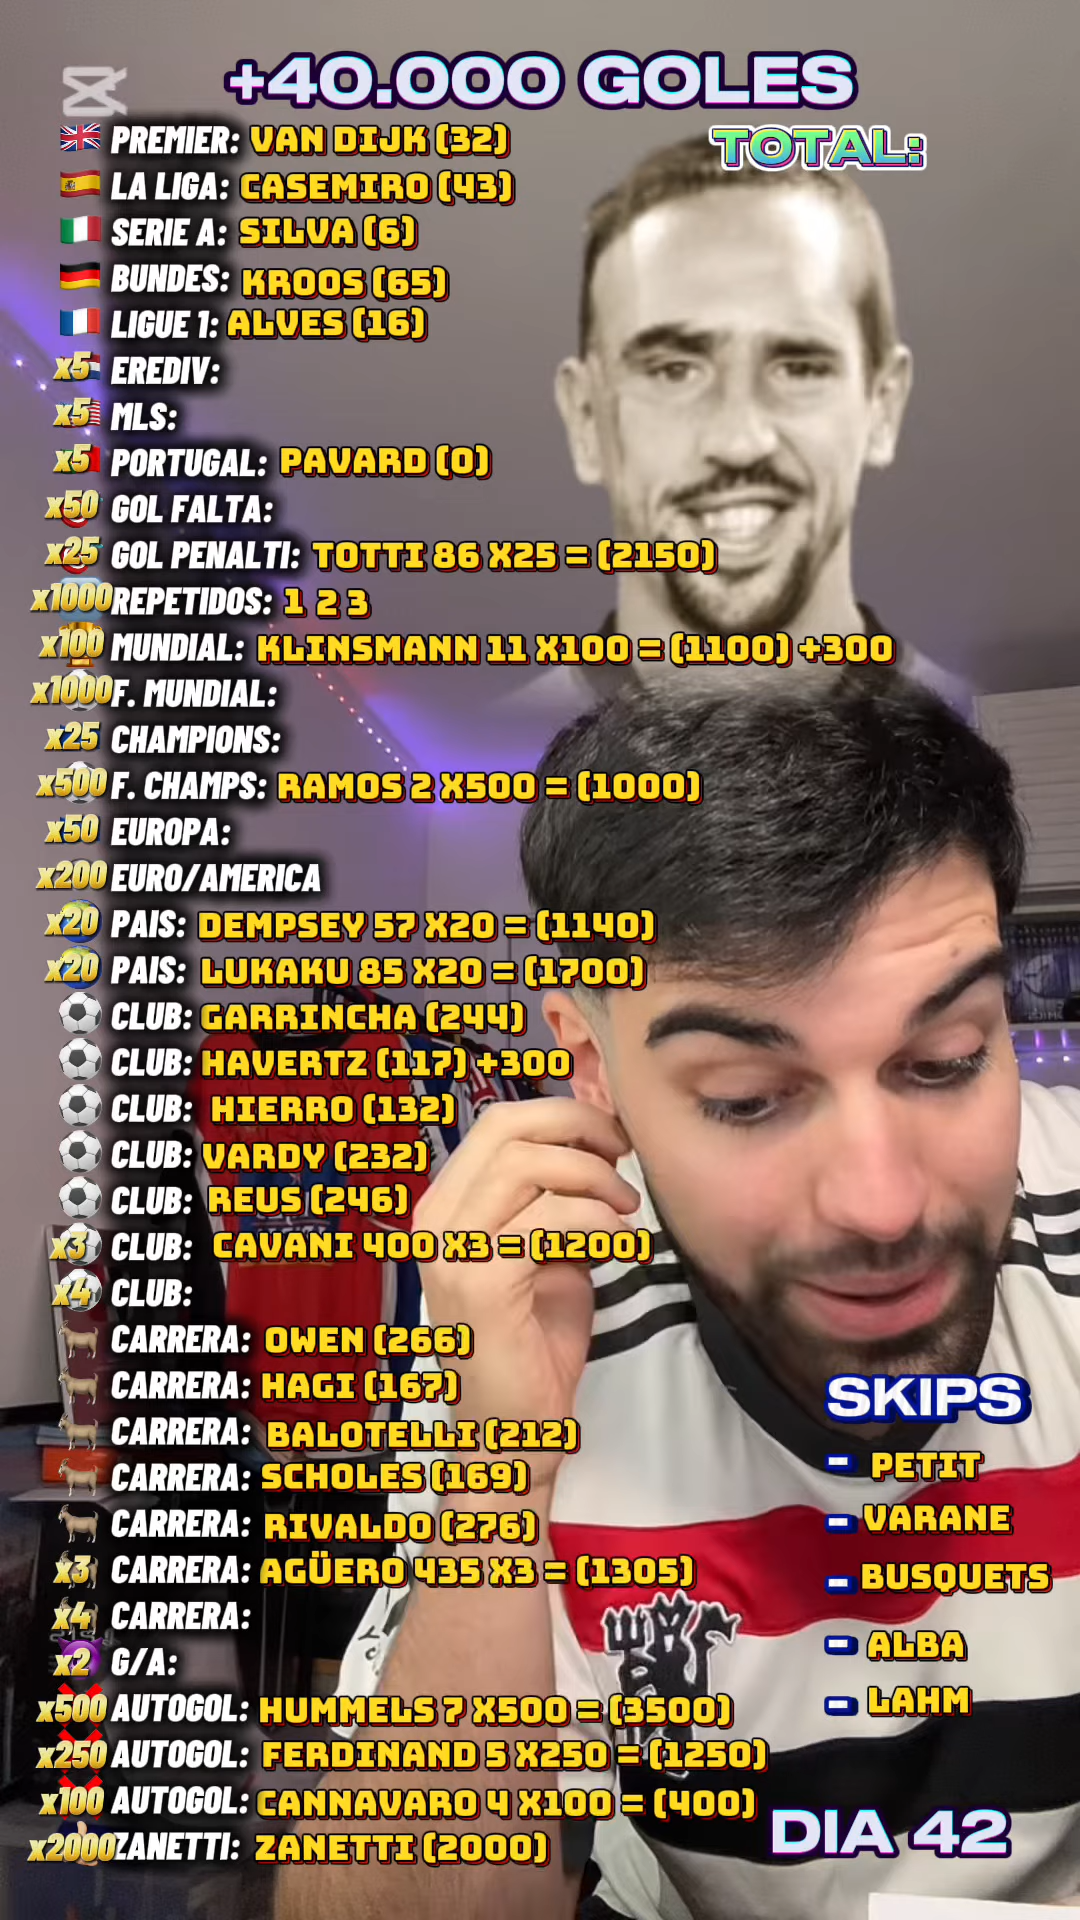 +40.000 GOLES
TOTAL:
PREMIER: VAN DIJK (32)
LA LIGA: CASEMIRO (43)
SERIE A: SILVA (6)
BUNDES: KROOS (65)
LIGUE 1: ALVES (16)
x5 EREDIV:
x5 MLS:
x5 PORTUGAL: PAVARD (0)
x50 GOL FALTA:
x25 GOL PENALTI: TOTTI 86 X25 = (2150)
x1000 REPETIDOS: 1 2 3
x100 MUNDIAL: KLINSMANN 11 X100 = (1100) +300
x1000 F. MUNDIAL:
x25 CHAMPIONS:
x500 F. CHAMPS: RAMOS 2 X500 = (1000)
x50 EUROPA:
x200 EURO/AMERICA
x20 PAIS: DEMPSEY 57 X20 = (1140)
x20 PAIS: LUKAKU 85 X20 = (1700)
CLUB: GARRINCHA (244)
CLUB: HAVERTZ (117) +300
CLUB: HIERRO (132)
CLUB: VARDY (232)
CLUB: REUS (246)
x3 CLUB: CAVANI 400 X3 = (1200)
x4 CLUB:
CARRERA: OWEN (266)
CARRERA: HAGI (167)
CARRERA: BALOTELLI (212)
CARRERA: SCHOLES (169)
CARRERA: RIVALDO (276)
x3 CARRERA: AGÜERO 435 X3 = (1305)
x4 CARRERA:
x2 G/A:
x500 AUTOGOL: HUMMELS 7 X500 = (3500)
x250 AUTOGOL: FERDINAND 5 X250 = (1250)
x100 AUTOGOL: CANNAVARO 4 X100 = (400)
x2000 ZANETTI: ZANETTI (2000)
SKIPS
- PETIT
- VARANE
- BUSQUETS
- ALBA
- LAHM
DIA 42